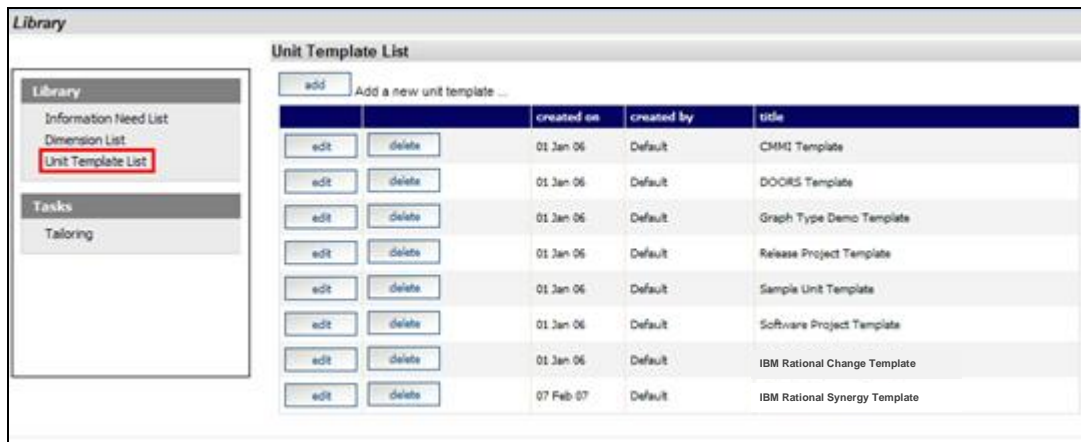 Library
Unit Template List
add Add a new unit template ...
Library
Information Need List
Dimension List
Unit Template List
Tasks
Tailoring
created on created by title
edit delete 01 Jan 06 Default CMMI Template
edit delete 01 Jan 06 Default DOORS Template
edit delete 01 Jan 06 Default Graph Type Demo Template
edit delete 01 Jan 06 Default Release Project Template
edit delete 01 Jan 06 Default Sample Unit Template
edit delete 01 Jan 06 Default Software Project Template
edit delete 01 Jan 06 Default IBM Rational Change Template
edit delete 07 Feb 07 Default IBM Rational Synergy Template